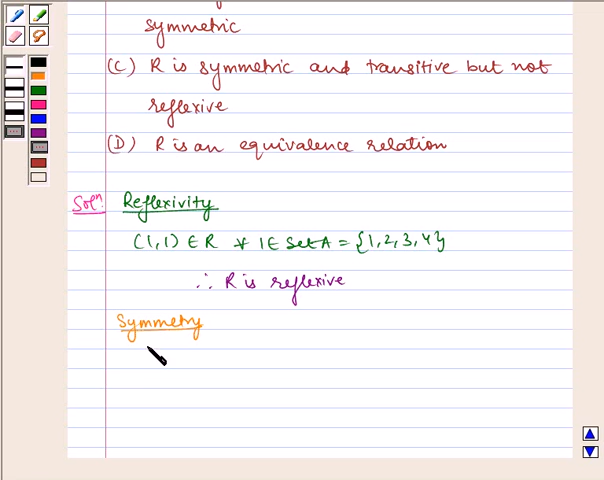 symmetric
(C) R is symmetric and transitive but not
reflexive
(D) R is an equivalence relation
Solⁿ: Reflexivity
(1,1) ∈ R ∀ 1 ∈ Set A = {1,2,3,4}
∴ R is reflexive
Symmetry